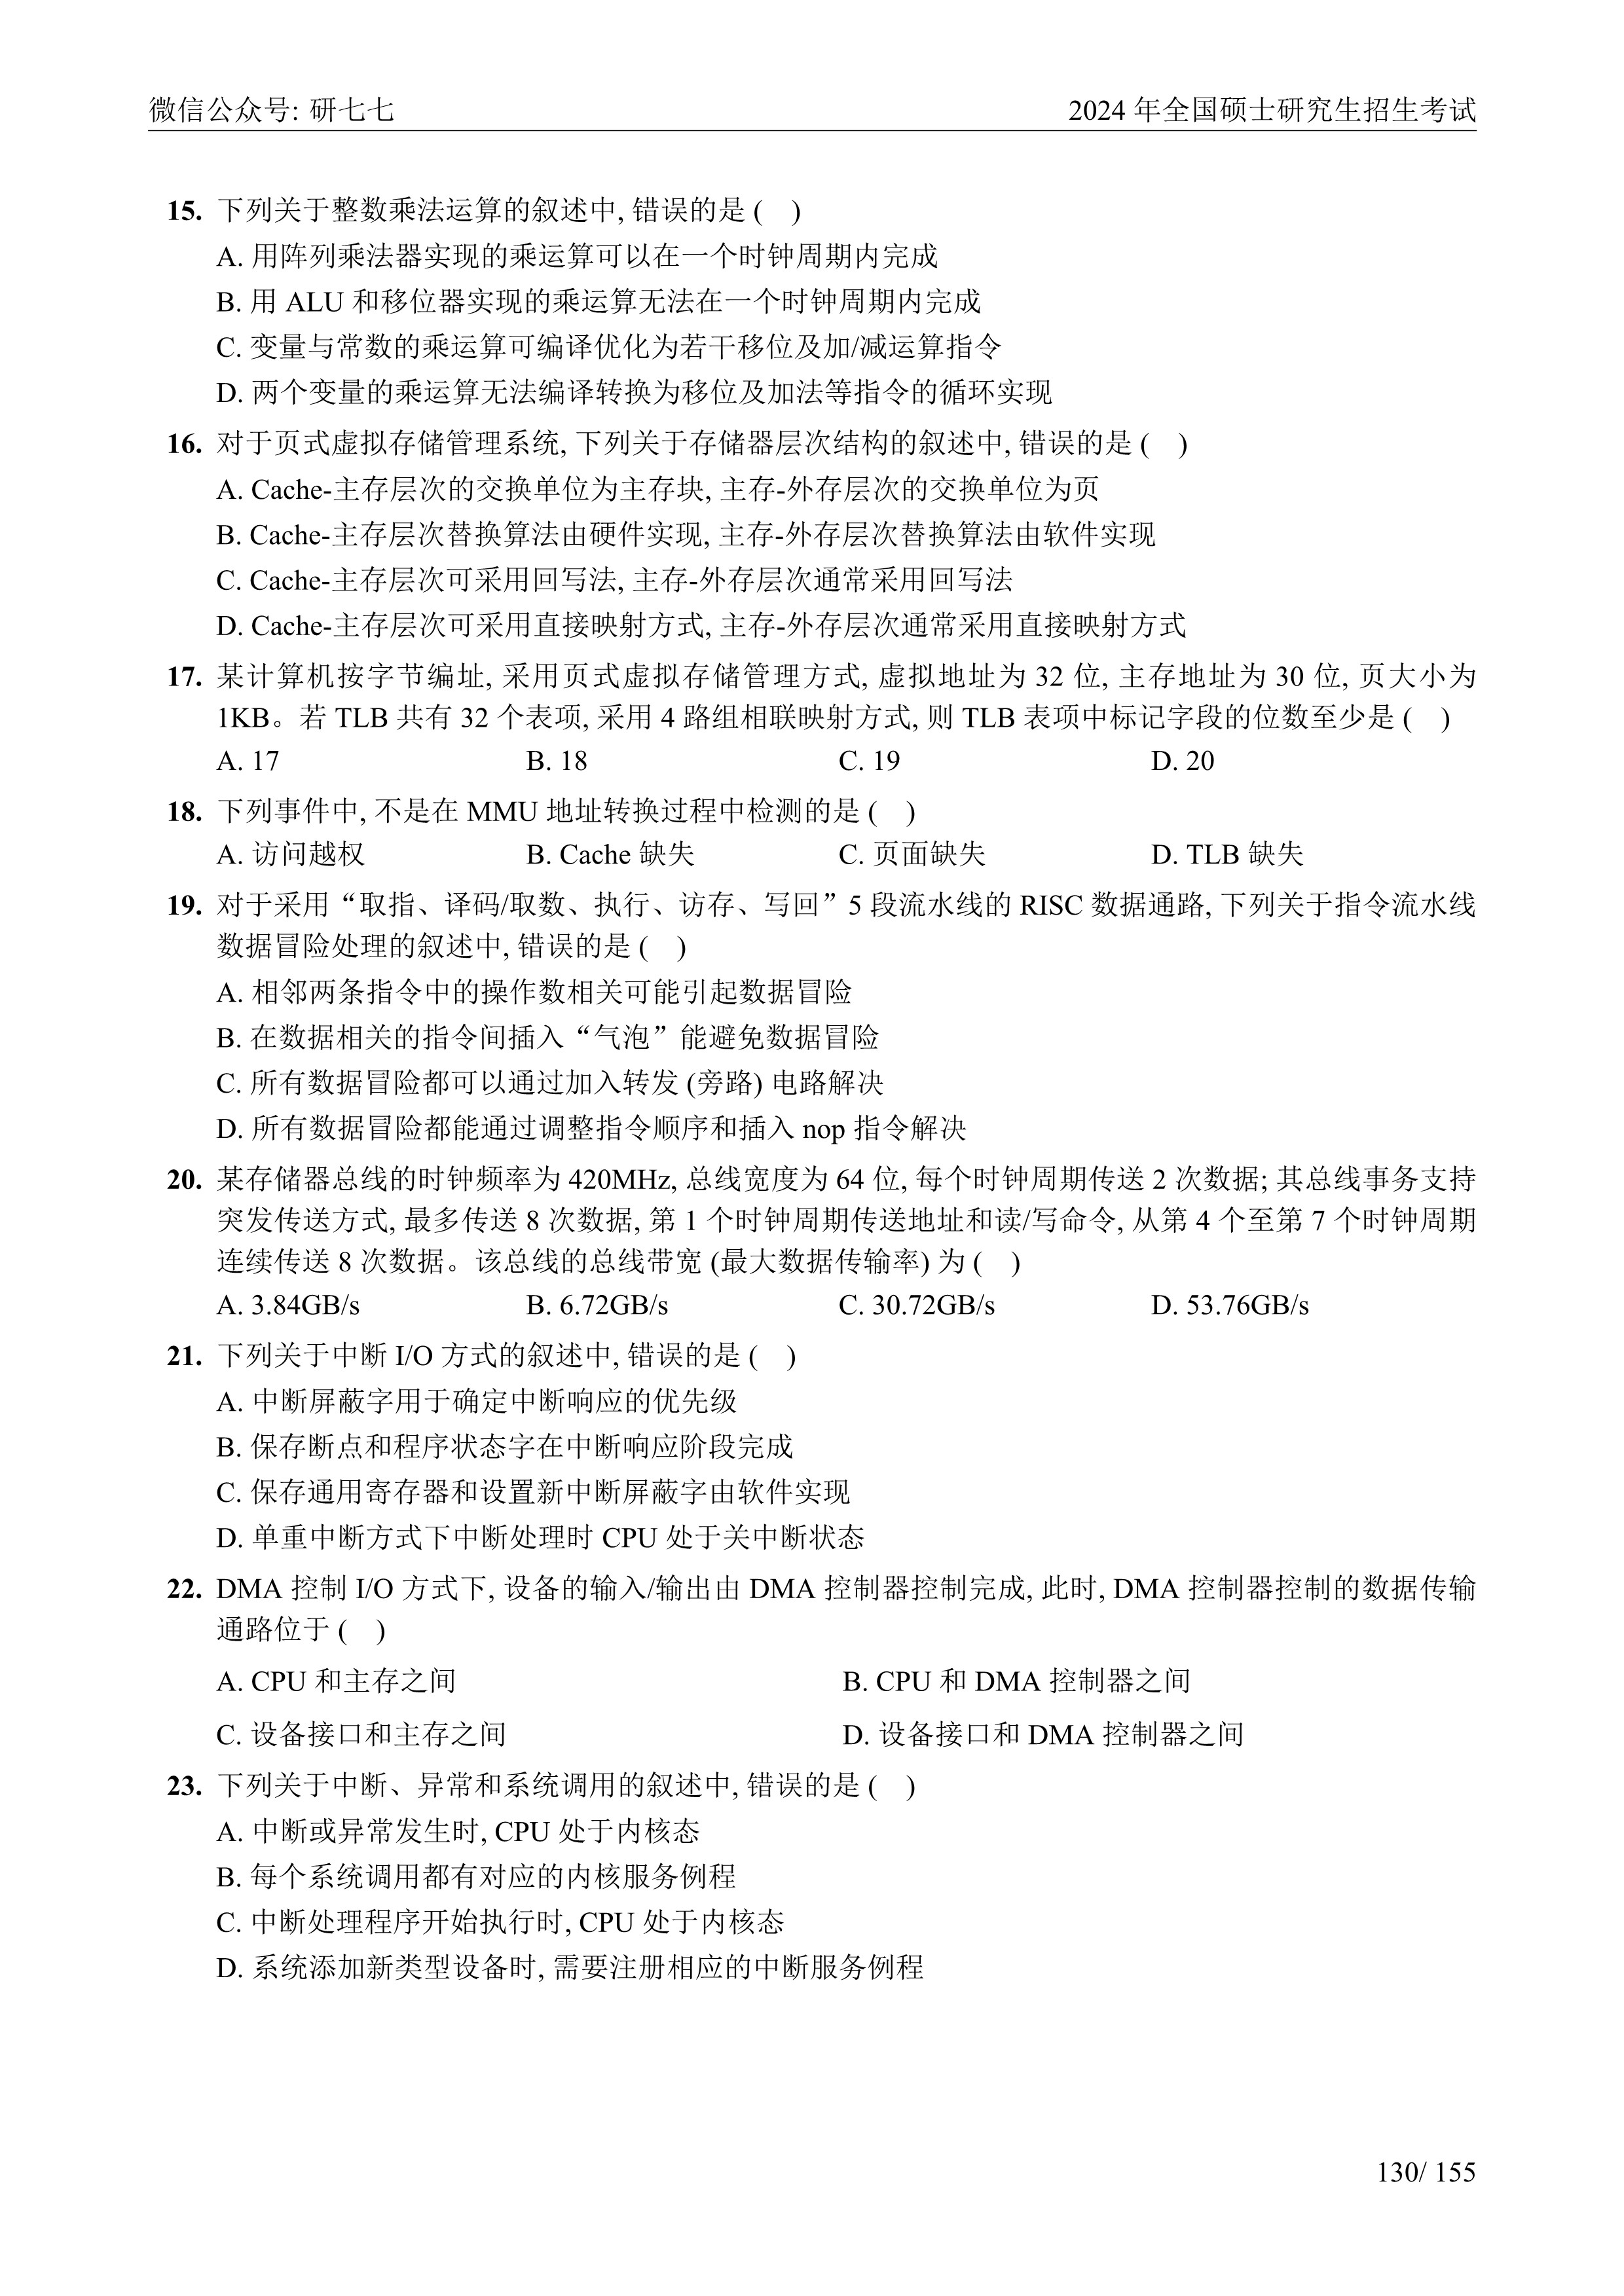 微信公众号: 研七七
2024 年全国硕士研究生招生考试
15. 下列关于整数乘法运算的叙述中, 错误的是 ( )
A. 用阵列乘法器实现的乘运算可以在一个时钟周期内完成
B. 用 ALU 和移位器实现的乘运算无法在一个时钟周期内完成
C. 变量与常数的乘运算可编译优化为若干移位及加/减运算指令
D. 两个变量的乘运算无法编译转换为移位及加法等指令的循环实现
16. 对于页式虚拟存储管理系统, 下列关于存储器层次结构的叙述中, 错误的是 ( )
A. Cache-主存层次的交换单位为主存块, 主存-外存层次的交换单位为页
B. Cache-主存层次替换算法由硬件实现, 主存-外存层次替换算法由软件实现
C. Cache-主存层次可采用回写法, 主存-外存层次通常采用回写法
D. Cache-主存层次可采用直接映射方式, 主存-外存层次通常采用直接映射方式
17. 某计算机按字节编址, 采用页式虚拟存储管理方式, 虚拟地址为 32 位, 主存地址为 30 位, 页大小为
1KB。若 TLB 共有 32 个表项, 采用 4 路组相联映射方式, 则 TLB 表项中标记字段的位数至少是 ( )
A. 17 B. 18 C. 19 D. 20
18. 下列事件中, 不是在 MMU 地址转换过程中检测的是 ( )
A. 访问越权 B. Cache 缺失 C. 页面缺失 D. TLB 缺失
19. 对于采用“取指、译码/取数、执行、访存、写回”5 段流水线的 RISC 数据通路, 下列关于指令流水线
数据冒险处理的叙述中, 错误的是 ( )
A. 相邻两条指令中的操作数相关可能引起数据冒险
B. 在数据相关的指令间插入“气泡”能避免数据冒险
C. 所有数据冒险都可以通过加入转发 (旁路) 电路解决
D. 所有数据冒险都能通过调整指令顺序和插入 nop 指令解决
20. 某存储器总线的时钟频率为 420MHz, 总线宽度为 64 位, 每个时钟周期传送 2 次数据; 其总线事务支持
突发传送方式, 最多传送 8 次数据, 第 1 个时钟周期传送地址和读/写命令, 从第 4 个至第 7 个时钟周期
连续传送 8 次数据。该总线的总线带宽 (最大数据传输率) 为 ( )
A. 3.84GB/s B. 6.72GB/s C. 30.72GB/s D. 53.76GB/s
21. 下列关于中断 I/O 方式的叙述中, 错误的是 ( )
A. 中断屏蔽字用于确定中断响应的优先级
B. 保存断点和程序状态字在中断响应阶段完成
C. 保存通用寄存器和设置新中断屏蔽字由软件实现
D. 单重中断方式下中断处理时 CPU 处于关中断状态
22. DMA 控制 I/O 方式下, 设备的输入/输出由 DMA 控制器控制完成, 此时, DMA 控制器控制的数据传输
通路位于 ( )
A. CPU 和主存之间 B. CPU 和 DMA 控制器之间
C. 设备接口和主存之间 D. 设备接口和 DMA 控制器之间
23. 下列关于中断、异常和系统调用的叙述中, 错误的是 ( )
A. 中断或异常发生时, CPU 处于内核态
B. 每个系统调用都有对应的内核服务例程
C. 中断处理程序开始执行时, CPU 处于内核态
D. 系统添加新类型设备时, 需要注册相应的中断服务例程
130/ 155